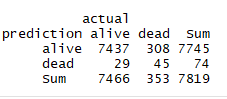 actual
prediction alive dead Sum
alive 7437 308 7745
dead 29 45 74
Sum 7466 353 7819